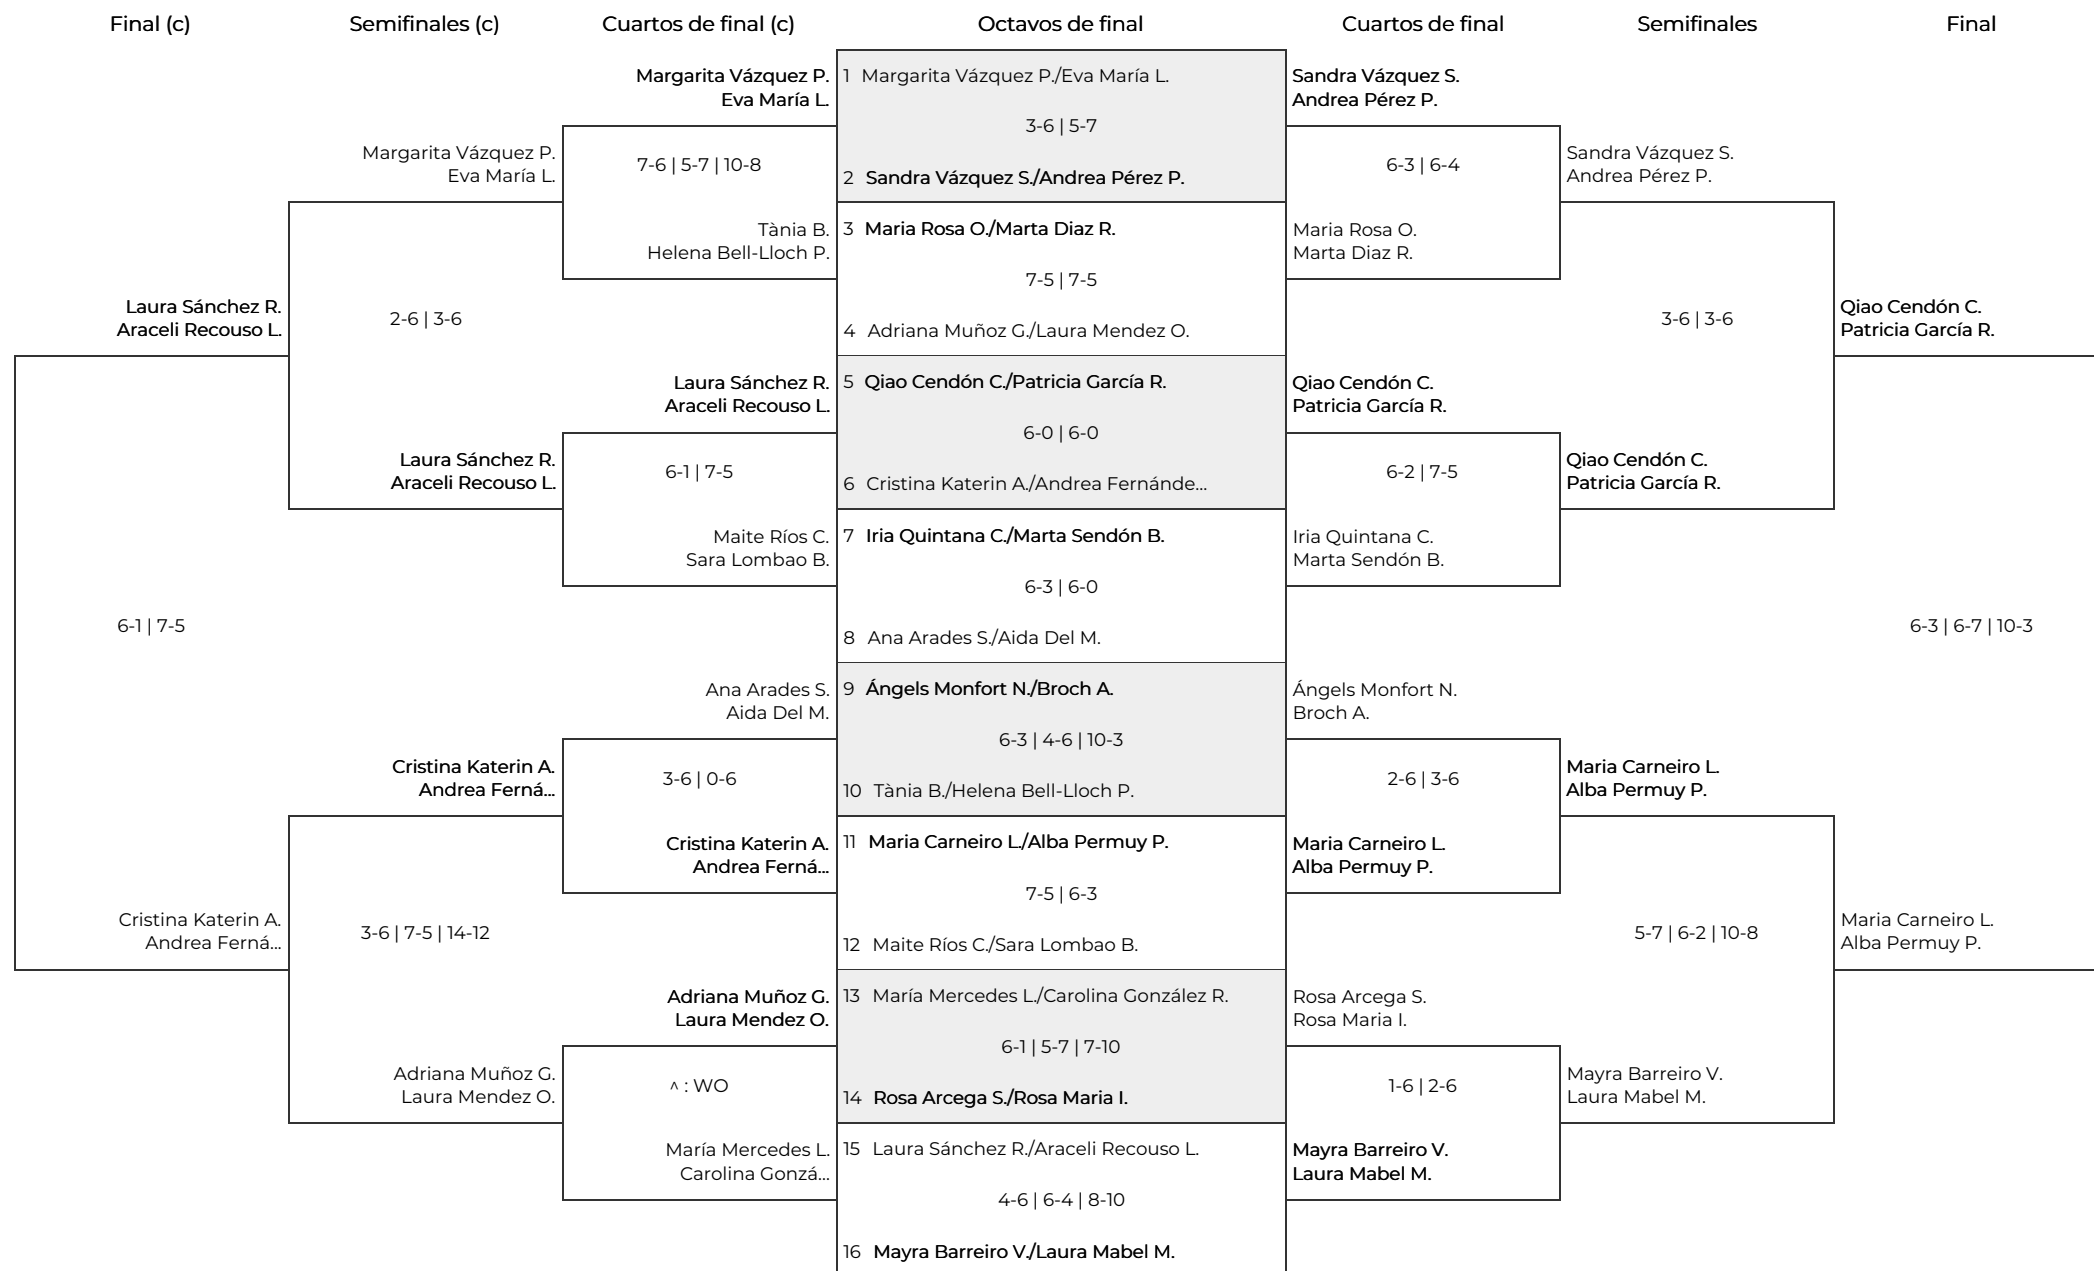 Final (c)
Semifinales (c)
Cuartos de final (c)
Octavos de final
Cuartos de final
Semifinales
Final
Laura Sánchez R.
Araceli Recouso L.
6-1 | 7-5
Cristina Katerin A.
Andrea Ferná...
Margarita Vázquez P.
Eva María L.
2-6 | 3-6
Laura Sánchez R.
Araceli Recouso L.
Cristina Katerin A.
Andrea Ferná...
3-6 | 7-5 | 14-12
Adriana Muñoz G.
Laura Mendez O.
Margarita Vázquez P.
Eva María L.
7-6 | 5-7 | 10-8
Tània B.
Helena Bell-Lloch P.
Laura Sánchez R.
Araceli Recouso L.
6-1 | 7-5
Maite Ríos C.
Sara Lombao B.
Ana Arades S.
Aida Del M.
3-6 | 0-6
Cristina Katerin A.
Andrea Ferná...
Adriana Muñoz G.
Laura Mendez O.
^ : WO
María Mercedes L.
Carolina Gonzá...
1 Margarita Vázquez P./Eva María L.
3-6 | 5-7
2 Sandra Vázquez S./Andrea Pérez P.
3 Maria Rosa O./Marta Diaz R.
7-5 | 7-5
4 Adriana Muñoz G./Laura Mendez O.
5 Qiao Cendón C./Patricia García R.
6-0 | 6-0
6 Cristina Katerin A./Andrea Fernánde...
7 Iria Quintana C./Marta Sendón B.
6-3 | 6-0
8 Ana Arades S./Aida Del M.
9 Ángels Monfort N./Broch A.
6-3 | 4-6 | 10-3
10 Tània B./Helena Bell-Lloch P.
11 Maria Carneiro L./Alba Permuy P.
7-5 | 6-3
12 Maite Ríos C./Sara Lombao B.
13 María Mercedes L./Carolina González R.
6-1 | 5-7 | 7-10
14 Rosa Arcega S./Rosa Maria I.
15 Laura Sánchez R./Araceli Recouso L.
4-6 | 6-4 | 8-10
16 Mayra Barreiro V./Laura Mabel M.
Sandra Vázquez S.
Andrea Pérez P.
6-3 | 6-4
Maria Rosa O.
Marta Diaz R.
Qiao Cendón C.
Patricia García R.
6-2 | 7-5
Iria Quintana C.
Marta Sendón B.
Ángels Monfort N.
Broch A.
2-6 | 3-6
Maria Carneiro L.
Alba Permuy P.
Rosa Arcega S.
Rosa Maria I.
1-6 | 2-6
Mayra Barreiro V.
Laura Mabel M.
Sandra Vázquez S.
Andrea Pérez P.
3-6 | 3-6
Qiao Cendón C.
Patricia García R.
Maria Carneiro L.
Alba Permuy P.
5-7 | 6-2 | 10-8
Mayra Barreiro V.
Laura Mabel M.
Qiao Cendón C.
Patricia García R.
6-3 | 6-7 | 10-3
Maria Carneiro L.
Alba Permuy P.